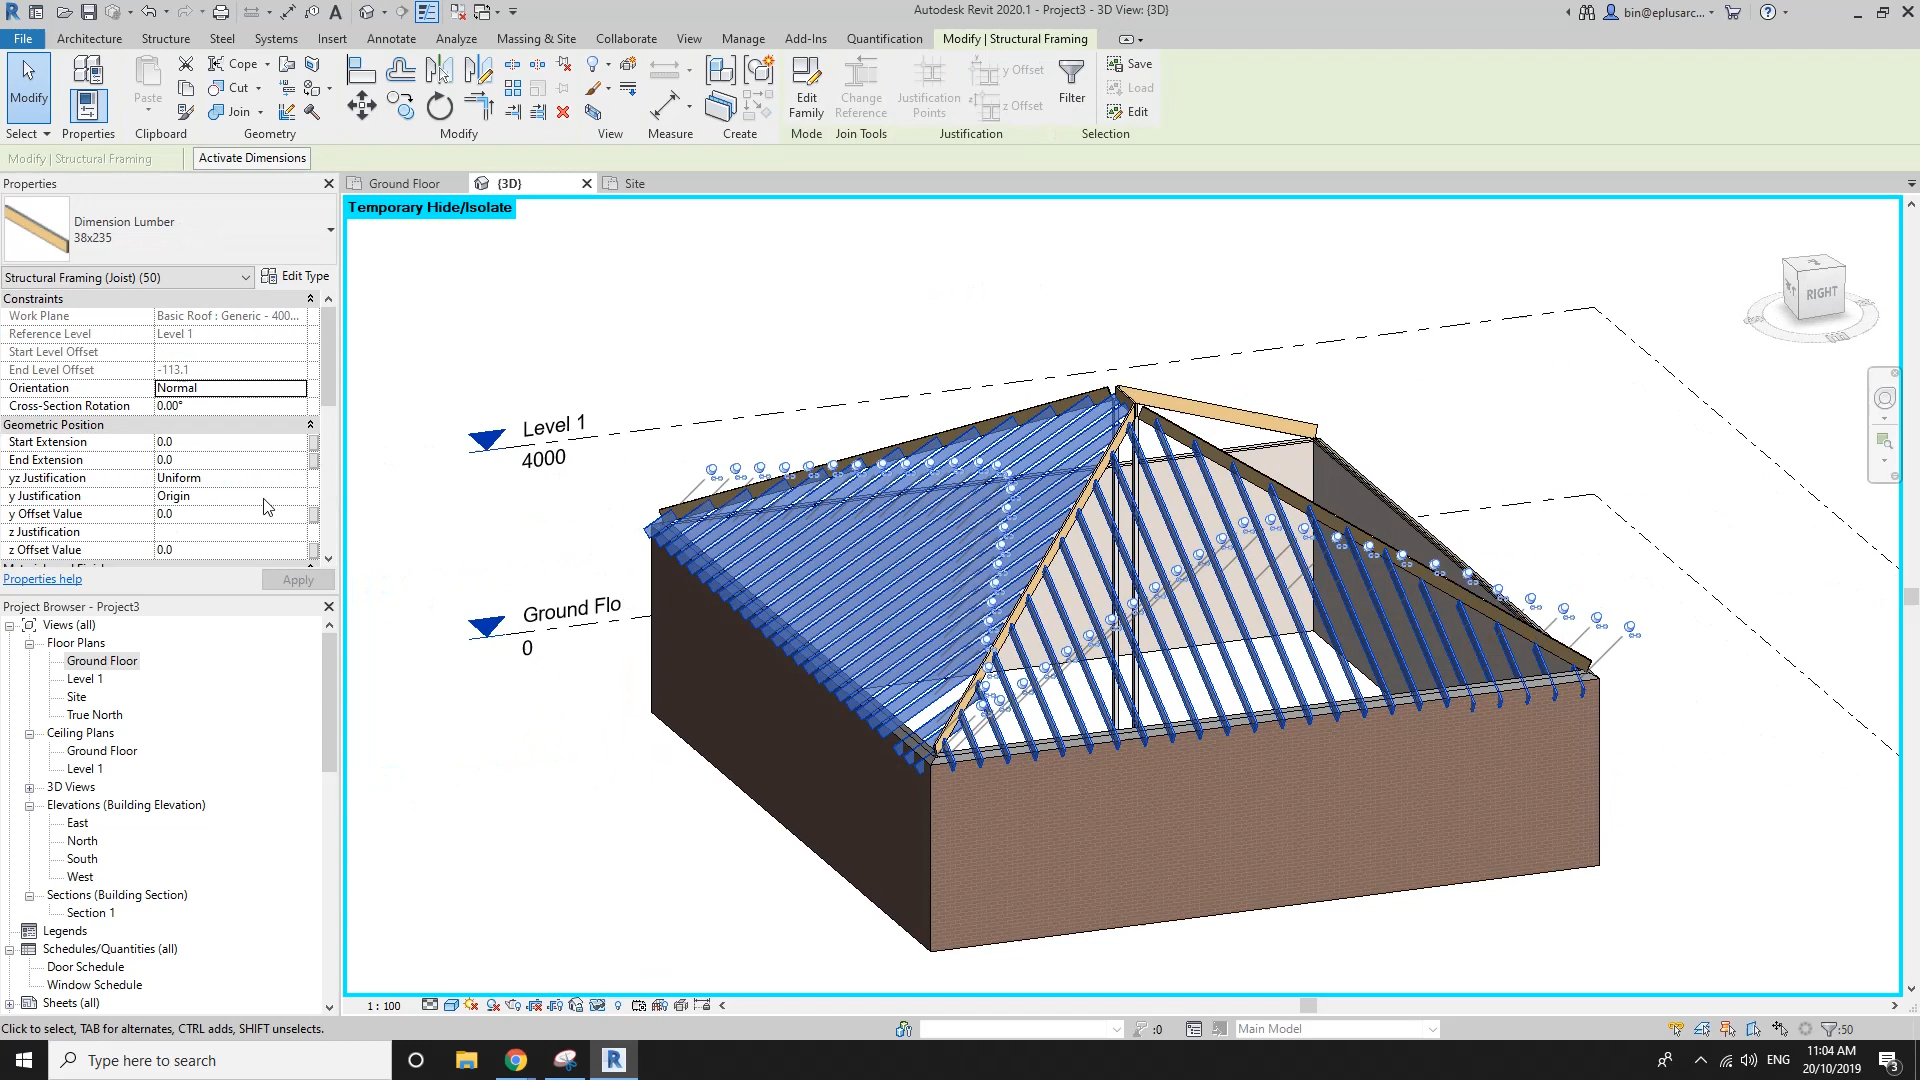 Autodesk Revit 2020.1 - Project3 - 3D View: {3D}
bin@eplusarc...
File Architecture Structure Steel Systems Insert Annotate Analyze Massing & Site Collaborate View Manage Add-Ins Quantification Modify | Structural Framing
Modify
Paste
Cope
Cut
Join
Edit
Family
Change
Reference
Justification
Points
y Offset
z Offset
Filter
Save
Load
Edit
Select Properties Clipboard Geometry Modify View Measure Create Mode Join Tools Justification Selection
Modify | Structural Framing
Activate Dimensions
Properties
Ground Floor {3D} Site
Temporary Hide/Isolate
Dimension Lumber
38x235
Structural Framing (Joist) (50)
Edit Type
Constraints
Work Plane Basic Roof : Generic - 400...
Reference Level Level 1
Start Level Offset
End Level Offset -113.1
Orientation Normal
Cross-Section Rotation 0.00°
Geometric Position
Start Extension 0.0
End Extension 0.0
yz Justification Uniform
y Justification Origin
y Offset Value 0.0
z Justification
z Offset Value 0.0
Properties help
Apply
Level 1
4000
Ground Flo
0
RIGHT
Project Browser - Project3
Views (all)
Floor Plans
Ground Floor
Level 1
Site
True North
Ceiling Plans
Ground Floor
Level 1
3D Views
Elevations (Building Elevation)
East
North
South
West
Sections (Building Section)
Section 1
Legends
Schedules/Quantities (all)
Door Schedule
Window Schedule
Sheets (all)
1 : 100
Click to select, TAB for alternates, CTRL adds, SHIFT unselects.
:0
Main Model
:50
Type here to search
ENG
11:04 AM
20/10/2019
3